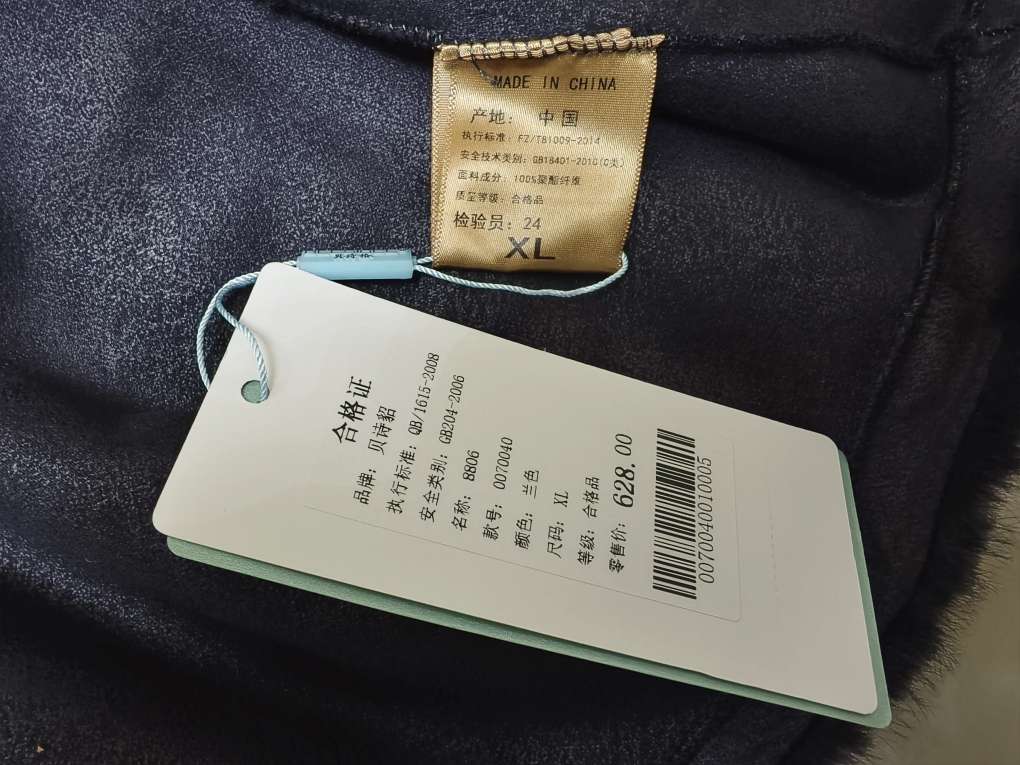 MADE IN CHINA
产地: 中国
执行标准: FZ/T81009-2014
安全技术类别: GB18401-2010(C类)
面料成分: 100%聚酯纤维
质量等级: 合格品
检验员: 24
XL
贝诗格
合格证
品牌: 贝诗貂
执行标准: QB/1615-2008
安全类别: GB204-2006
名称: 8806
款号: 0070040
颜色: 兰色
尺码: XL
等级: 合格品
零售价: 628.00
0070040010005